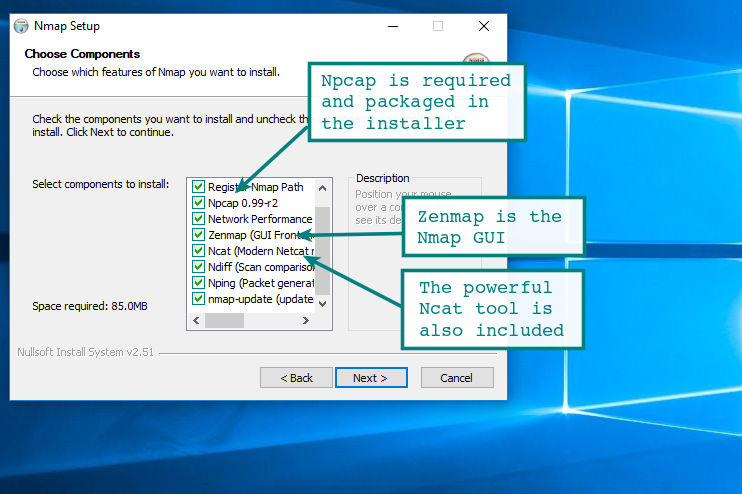 Nmap Setup
Choose Components
Choose which features of Nmap you want to install.
Npcap is required
and packaged in
the installer
Check the components you want to install and uncheck th
install. Click Next to continue.
Select components to install:
Register Nmap Path
Npcap 0.99-r2
Network Performance
Zenmap (GUI Fronten
Ncat (Modern Netcat r
Ndiff (Scan comparison
Nping (Packet generat
nmap-update (update
Description
Position your mouse
over a co
see its de
Zenmap is the
Nmap GUI
The powerful
Ncat tool is
also included
Space required: 85.0MB
Nullsoft Install System v2.51
< Back
Next >
Cancel